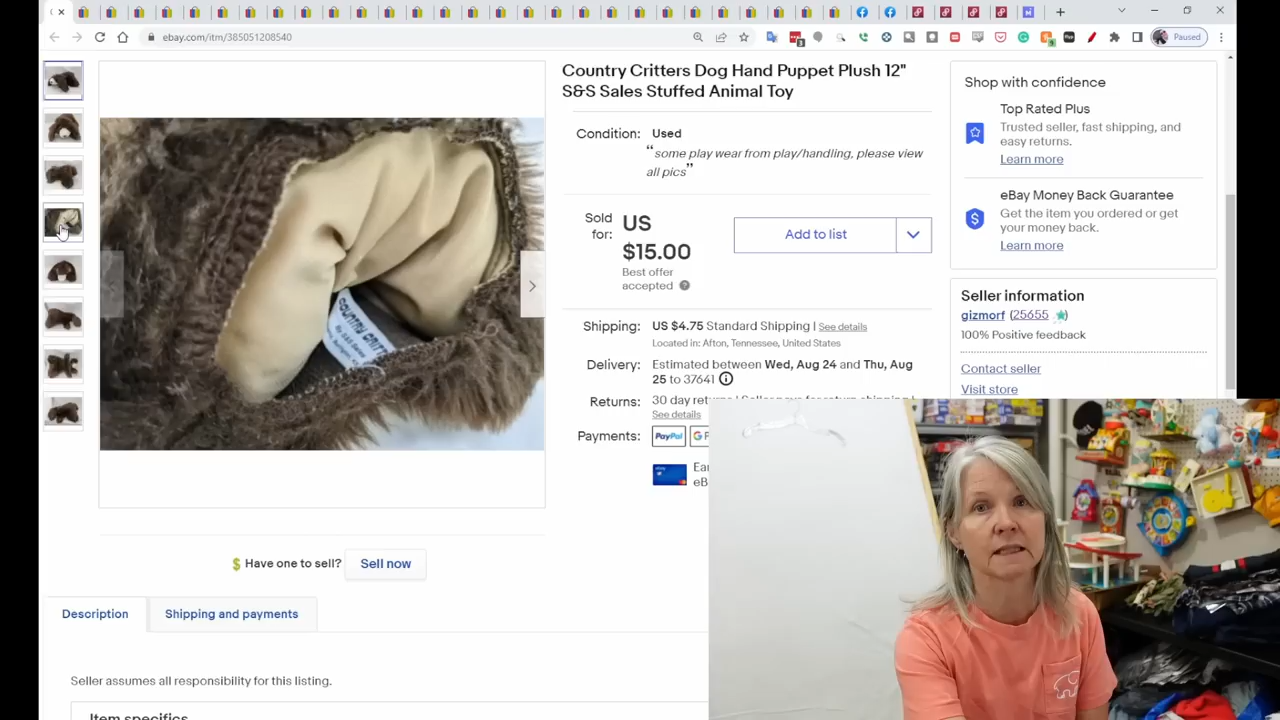 ebay.com/itm/385051208540
Paused
Country Critters Dog Hand Puppet Plush 12"
S&S Sales Stuffed Animal Toy
Condition: Used
"some play wear from play/handling, please view
all pics"
Sold for: US $15.00
Best offer accepted
Add to list
Shipping: US $4.75 Standard Shipping | See details
Located in: Afton, Tennessee, United States
Delivery: Estimated between Wed, Aug 24 and Thu, Aug
25 to 37641
Returns:
See details
Payments: PayPal G
Ear
eB
Shop with confidence
Top Rated Plus
Trusted seller, fast shipping, and
easy returns.
Learn more
eBay Money Back Guarantee
Get the item you ordered or get
your money back.
Learn more
Seller information
gizmorf (25655)
100% Positive feedback
Contact seller
Visit store
Have one to sell? Sell now
Description
Shipping and payments
Seller assumes all responsibility for this listing.
Item specifics